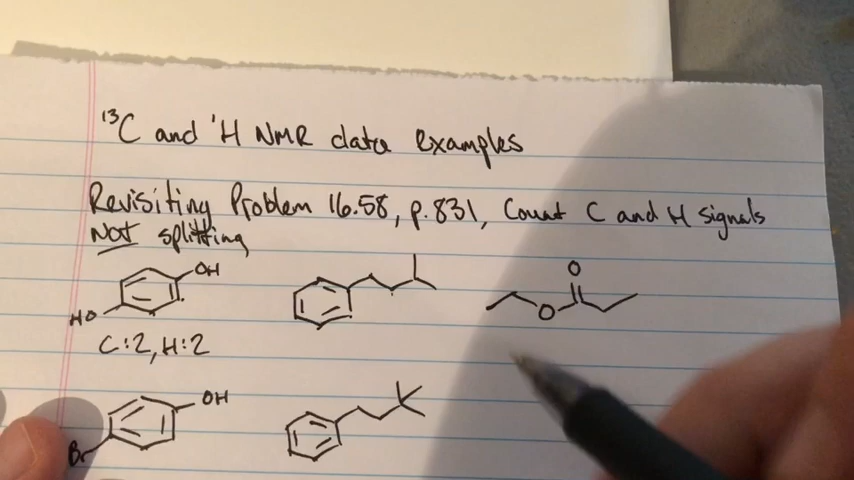 ¹³C and ¹H NMR data examples
Revisiting Problem 16.58, p.831, Count C and H signals
Not splitting
OH
O
HO
O
C:2, H:2
OH
Br